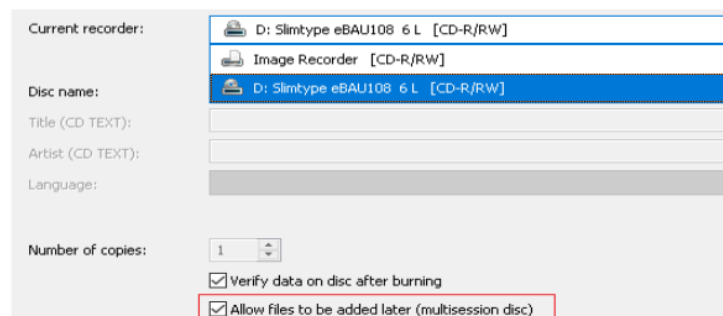 Current recorder:
D: Slimtype eBAU108 6 L [CD-R/RW]
Image Recorder [CD-R/RW]
Disc name:
D: Slimtype eBAU108 6 L [CD-R/RW]
Title (CD TEXT):
Artist (CD TEXT):
Language:
Number of copies:
1
Verify data on disc after burning
Allow files to be added later (multisession disc)